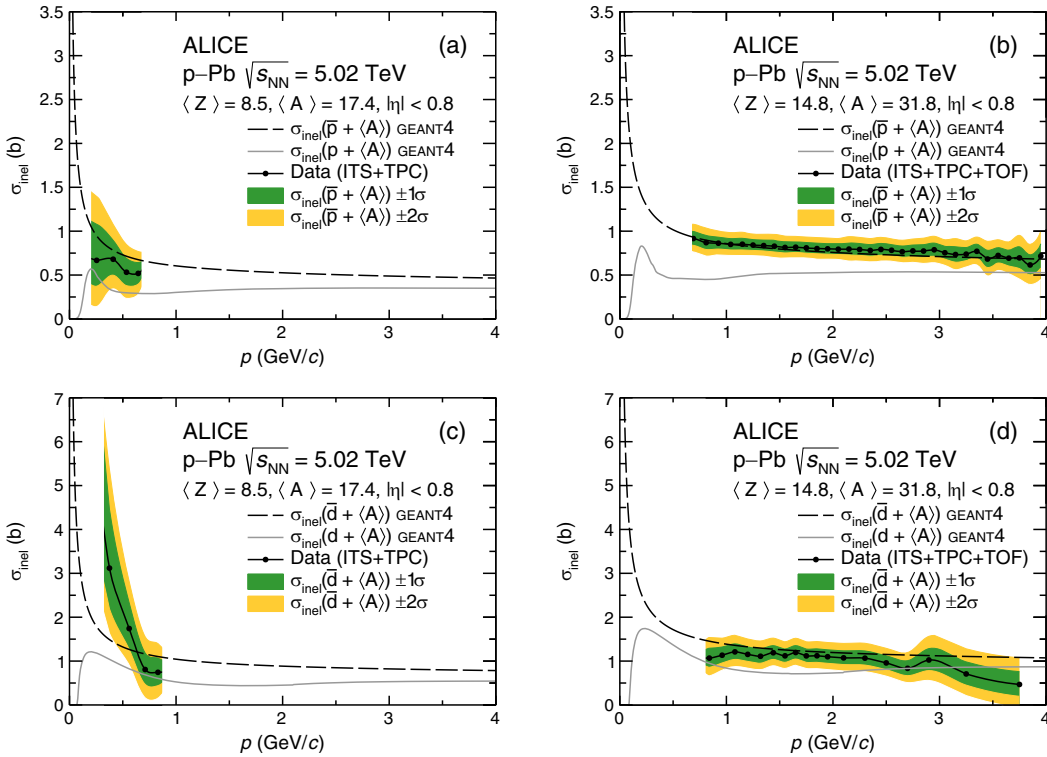 3.5
3
2.5
2
1.5
1
0.5
0
σinel (b)
ALICE
(a)
p−Pb √sNN = 5.02 TeV
⟨ Z ⟩ = 8.5, ⟨ A ⟩ = 17.4, |η| < 0.8
σinel(p̅ + ⟨A⟩) GEANT4
σinel(p + ⟨A⟩) GEANT4
Data (ITS+TPC)
σinel(p̅ + ⟨A⟩) ±1σ
σinel(p̅ + ⟨A⟩) ±2σ
0 1 2 3 4
p (GeV/c)
3.5
3
2.5
2
1.5
1
0.5
0
σinel (b)
ALICE
(b)
p−Pb √sNN = 5.02 TeV
⟨ Z ⟩ = 14.8, ⟨ A ⟩ = 31.8, |η| < 0.8
σinel(p̅ + ⟨A⟩) GEANT4
σinel(p + ⟨A⟩) GEANT4
Data (ITS+TPC+TOF)
σinel(p̅ + ⟨A⟩) ±1σ
σinel(p̅ + ⟨A⟩) ±2σ
0 1 2 3 4
p (GeV/c)
7
6
5
4
3
2
1
0
σinel (b)
ALICE
(c)
p−Pb √sNN = 5.02 TeV
⟨ Z ⟩ = 8.5, ⟨ A ⟩ = 17.4, |η| < 0.8
σinel(d̅ + ⟨A⟩) GEANT4
σinel(d + ⟨A⟩) GEANT4
Data (ITS+TPC)
σinel(d̅ + ⟨A⟩) ±1σ
σinel(d̅ + ⟨A⟩) ±2σ
0 1 2 3 4
p (GeV/c)
7
6
5
4
3
2
1
0
σinel (b)
ALICE
(d)
p−Pb √sNN = 5.02 TeV
⟨ Z ⟩ = 14.8, ⟨ A ⟩ = 31.8, |η| < 0.8
σinel(d̅ + ⟨A⟩) GEANT4
σinel(d + ⟨A⟩) GEANT4
Data (ITS+TPC+TOF)
σinel(d̅ + ⟨A⟩) ±1σ
σinel(d̅ + ⟨A⟩) ±2σ
0 1 2 3 4
p (GeV/c)